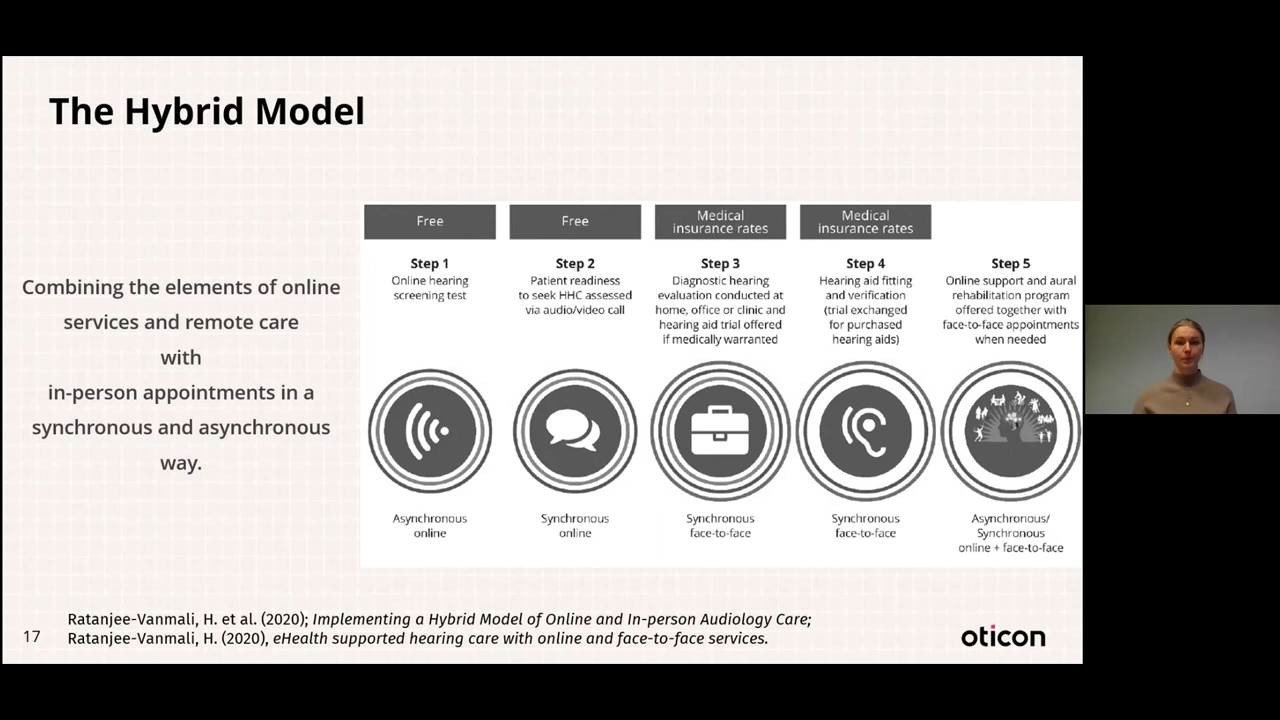 The Hybrid Model
Combining the elements of online
services and remote care
with
in-person appointments in a
synchronous and asynchronous
way.
Free
Free
Medical
insurance rates
Medical
insurance rates
Step 1
Online hearing
screening test
Asynchronous
online
Step 2
Patient readiness
to seek HHC assessed
via audio/video call
Synchronous
online
Step 3
Diagnostic hearing
evaluation conducted at
home, office or clinic and
hearing aid trial offered
if medically warranted
Synchronous
face-to-face
Step 4
Hearing aid fitting
and verification
(trial exchanged
for purchased
hearing aids)
Synchronous
face-to-face
Step 5
Online support and aural
rehabilitation program
offered together with
face-to-face appointments
when needed
Asynchronous/
Synchronous
online + face-to-face
Ratanjee-Vanmali, H. et al. (2020); Implementing a Hybrid Model of Online and In-person Audiology Care;
Ratanjee-Vanmali, H. (2020), eHealth supported hearing care with online and face-to-face services.
17
oticon